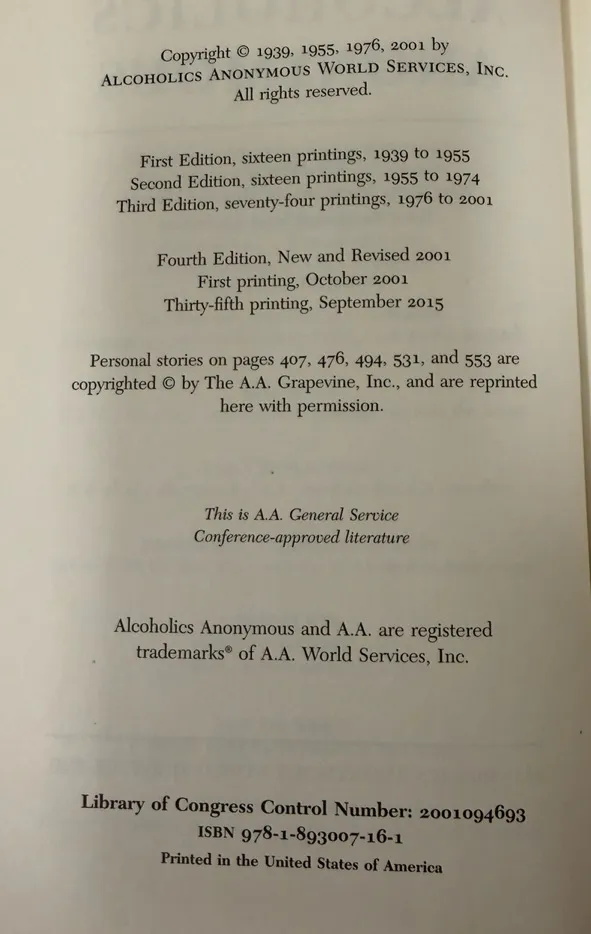 Copyright © 1939, 1955, 1976, 2001 by
ALCOHOLICS ANONYMOUS WORLD SERVICES, INC.
All rights reserved.
First Edition, sixteen printings, 1939 to 1955
Second Edition, sixteen printings, 1955 to 1974
Third Edition, seventy-four printings, 1976 to 2001
Fourth Edition, New and Revised 2001
First printing, October 2001
Thirty-fifth printing, September 2015
Personal stories on pages 407, 476, 494, 531, and 553 are
copyrighted © by The A.A. Grapevine, Inc., and are reprinted
here with permission.
This is A.A. General Service
Conference-approved literature
Alcoholics Anonymous and A.A. are registered
trademarks® of A.A. World Services, Inc.
Library of Congress Control Number: 2001094693
ISBN 978-1-893007-16-1
Printed in the United States of America